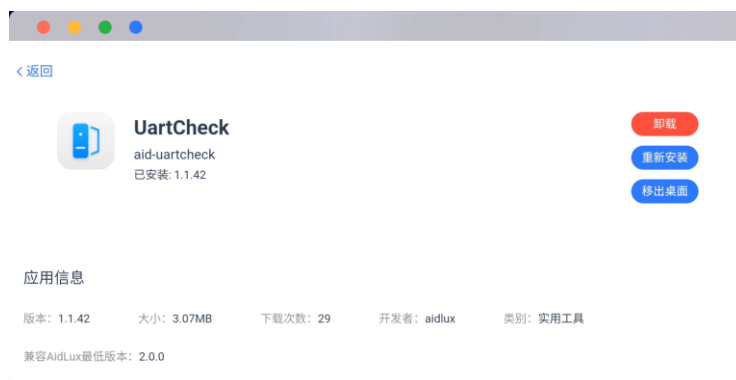 返回
UartCheck
aid-uartcheck
已安装: 1.1.42
卸载
重新安装
移出桌面
应用信息
版本：1.1.42 大小：3.07MB 下载次数：29 开发者：aidlux 类别：实用工具
兼容AidLux最低版本：2.0.0